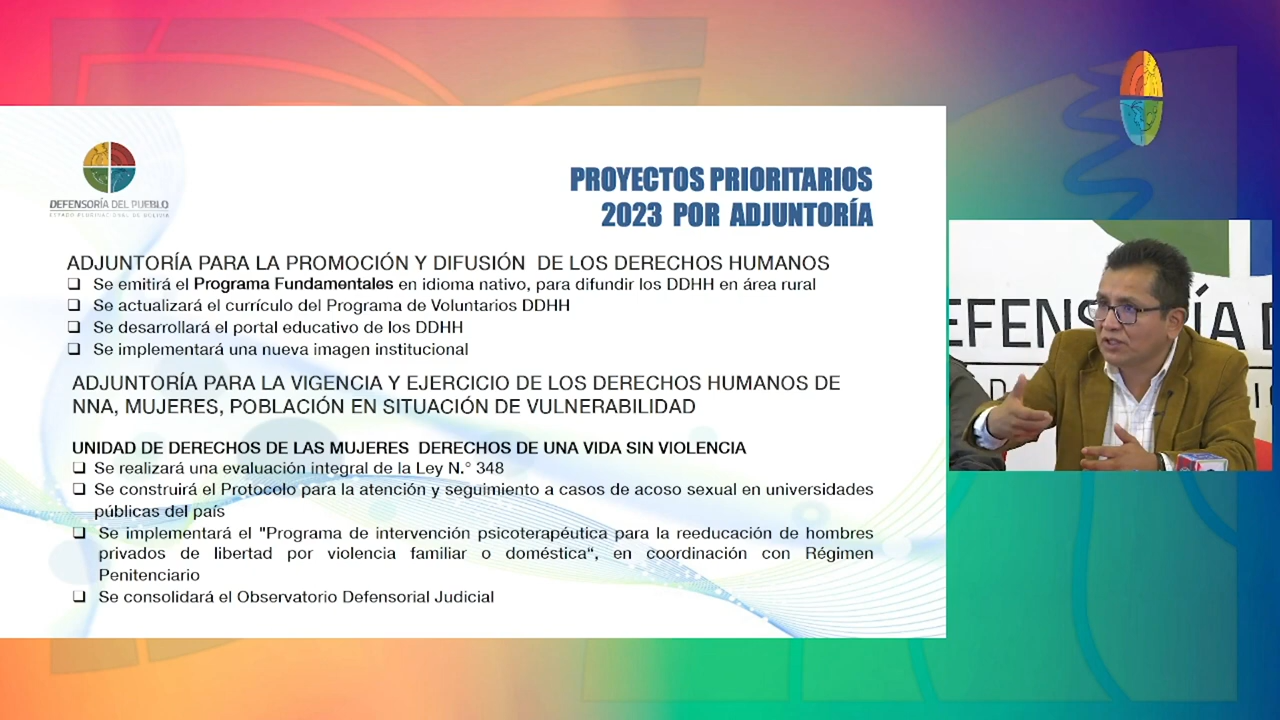 DEFENSORÍA DEL PUEBLO
ESTADO PLURINACIONAL DE BOLIVIA
PROYECTOS PRIORITARIOS
2023 POR ADJUNTORÍA
ADJUNTORÍA PARA LA PROMOCIÓN Y DIFUSIÓN DE LOS DERECHOS HUMANOS
Se emitirá el Programa Fundamentales en idioma nativo, para difundir los DDHH en área rural
Se actualizará el currículo del Programa de Voluntarios DDHH
Se desarrollará el portal educativo de los DDHH
Se implementará una nueva imagen institucional
ADJUNTORÍA PARA LA VIGENCIA Y EJERCICIO DE LOS DERECHOS HUMANOS DE
NNA, MUJERES, POBLACIÓN EN SITUACIÓN DE VULNERABILIDAD
UNIDAD DE DERECHOS DE LAS MUJERES DERECHOS DE UNA VIDA SIN VIOLENCIA
Se realizará una evaluación integral de la Ley N.° 348
Se construirá el Protocolo para la atención y seguimiento a casos de acoso sexual en universidades
públicas del país
Se implementará el "Programa de intervención psicoterapéutica para la reeducación de hombres
privados de libertad por violencia familiar o doméstica“, en coordinación con Régimen
Penitenciario
Se consolidará el Observatorio Defensorial Judicial
EFENS ÍA D